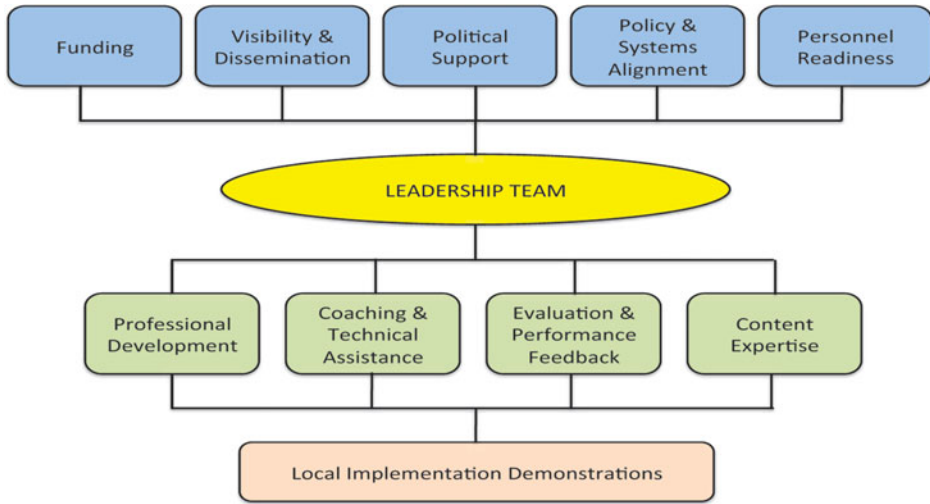 Funding
Visibility &
Dissemination
Political
Support
Policy &
Systems
Alignment
Personnel
Readiness
LEADERSHIP TEAM
Professional
Development
Coaching &
Technical
Assistance
Evaluation &
Performance
Feedback
Content
Expertise
Local Implementation Demonstrations